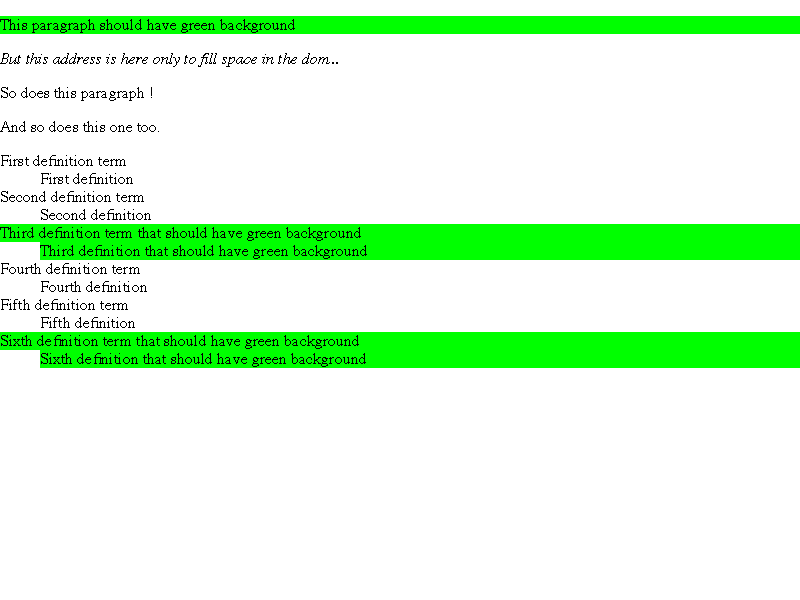 This paragraph should have green background
But this address is here only to fill space in the dom...
So does this paragraph !
And so does this one too.
First definition term
First definition
Second definition term
Second definition
Third definition term that should have green background
Third definition that should have green background
Fourth definition term
Fourth definition
Fifth definition term
Fifth definition
Sixth definition term that should have green background
Sixth definition that should have green background